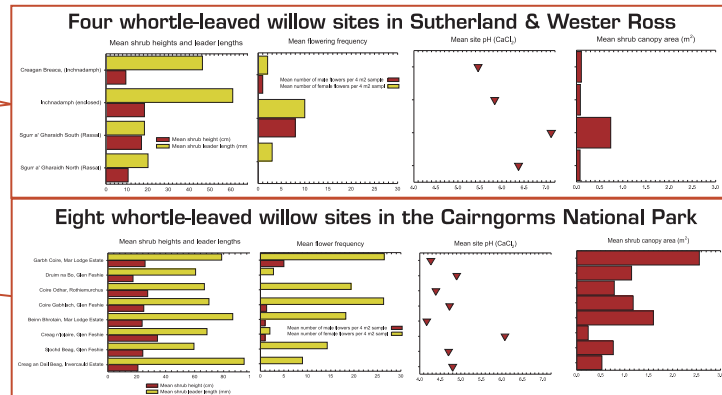 Four whortle-leaved willow sites in Sutherland & Wester Ross
Mean shrub heights and leader lengths
Creagan Breaca, (Inchnadamph)
Inchnadamph (enclosed)
Sgurr a' Gharaidh South (Rassal)
Sgurr a' Gharaidh North (Rassal)
Mean shrub height (cm)
Mean shrub leader length (mm
0 10 20 30 40 50 60 70
Mean flowering frequency
Mean number of male flowers per 4 m2 sample
Mean number of female flowers per 4 m2 sample
0 5 10 15 20 25 30
Mean site pH (CaCl2)
4.0 4.5 5.0 5.5 6.0 6.5 7.0
Mean shrub canopy area (m²)
0,0 0,5 1,0 1,5 2,0 2,5 3,0
Eight whortle-leaved willow sites in the Cairngorms National Park
Mean shrub heights and leader lengths
Garbh Coire, Mar Lodge Estate
Druim na Bo, Glen Feshie
Coire Odhar, Rothiemurchus
Coire Gabhlach, Glen Feshie
Beinn Bhrotain, Mar Lodge Estate
Slochd Beag, Glen Feshie
Creag an Dail Beag, Invercauld Estate
Mean shrub height (cm)
Mean shrub leader length (mm)
0 10 20 30 40 50 60 70 80 90 1
Mean flower frequency
Mean number of male flowers per 4 m2 sampl
Mean number of female flowers per 4 m2 sample
0 5 10 15 20 25 30
Mean site pH (CaCl2)
4.0 4.5 5.0 5.5 6.0 6.5 7.0
Mean shrub canopy area (m²)
0,0 0,5 1,0 1,5 2,0 2,5 3,0